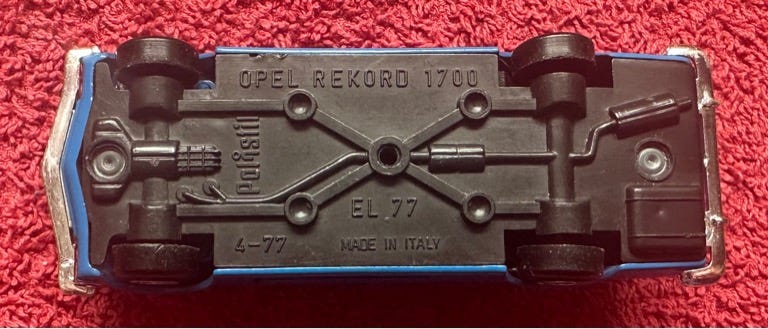 OPEL REKORD 1700
Polistil
EL 77
4-77
MADE IN ITALY